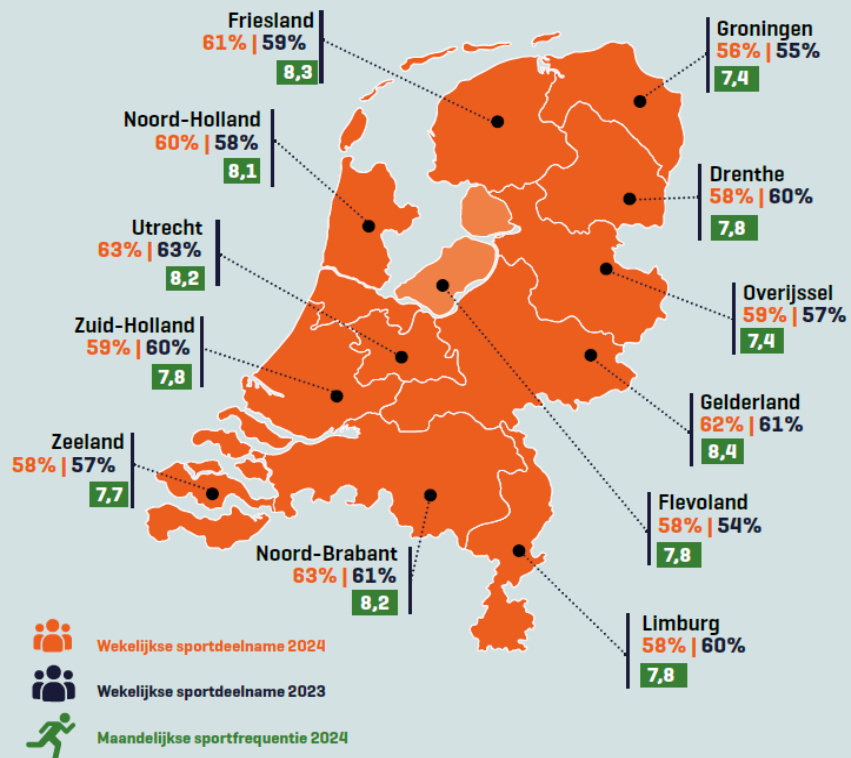 Friesland
61% | 59%
8,3
Groningen
56% | 55%
7,4
Noord-Holland
60% | 58%
8,1
Drenthe
58% | 60%
7,8
Utrecht
63% | 63%
8,2
Overijssel
59% | 57%
7,4
Zuid-Holland
59% | 60%
7,8
Gelderland
62% | 61%
8,4
Zeeland
58% | 57%
7,7
Flevoland
58% | 54%
7,8
Noord-Brabant
63% | 61%
8,2
Limburg
58% | 60%
7,8
Wekelijkse sportdeelname 2024
Wekelijkse sportdeelname 2023
Maandelijkse sportfrequentie 2024